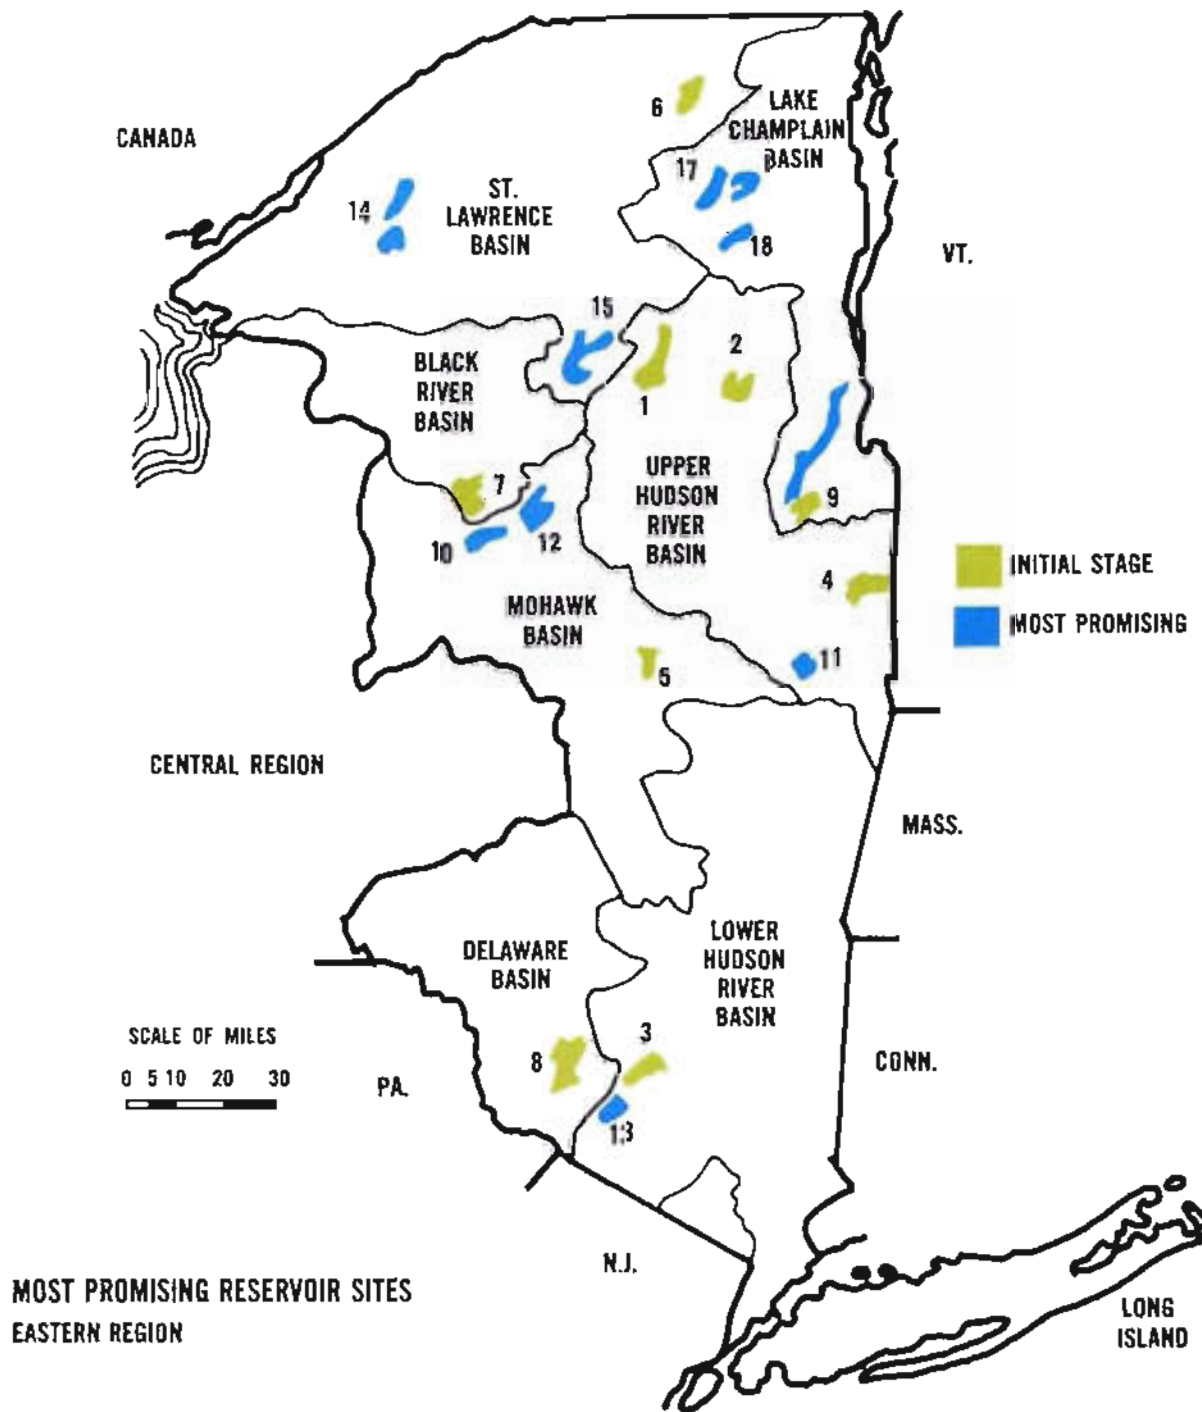 6
LAKE
CHAMPLAIN
BASIN
CANADA
17
14
ST.
LAWRENCE
BASIN
18
VT.
15
2
BLACK
RIVER
BASIN
1
7
UPPER
HUDSON
RIVER
BASIN
9
10
12
INITIAL STAGE
4
MOHAWK
BASIN
MOST PROMISING
5
11
CENTRAL REGION
MASS.
DELAWARE
BASIN
LOWER
HUDSON
RIVER
BASIN
SCALE OF MILES
0 5 10 20 30
8
3
PA.
CONN.
13
N.J.
MOST PROMISING RESERVOIR SITES
EASTERN REGION
LONG
ISLAND